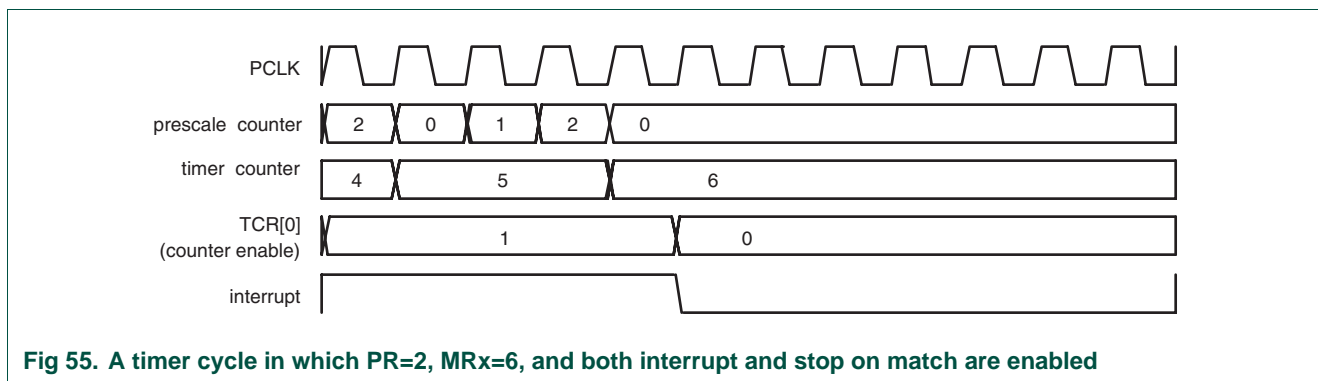 PCLK
prescale counter 2 0 1 2 0
timer counter 4 5 6
TCR[0]
(counter enable) 1 0
interrupt
Fig 55. A timer cycle in which PR=2, MRx=6, and both interrupt and stop on match are enabled